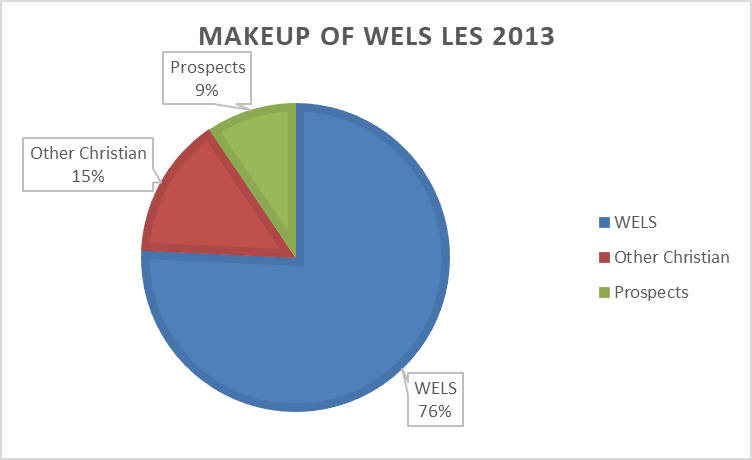 MAKEUP OF WELS LES 2013
Prospects
9%
Other Christian
15%
WELS
76%
WELS
Other Christian
Prospects